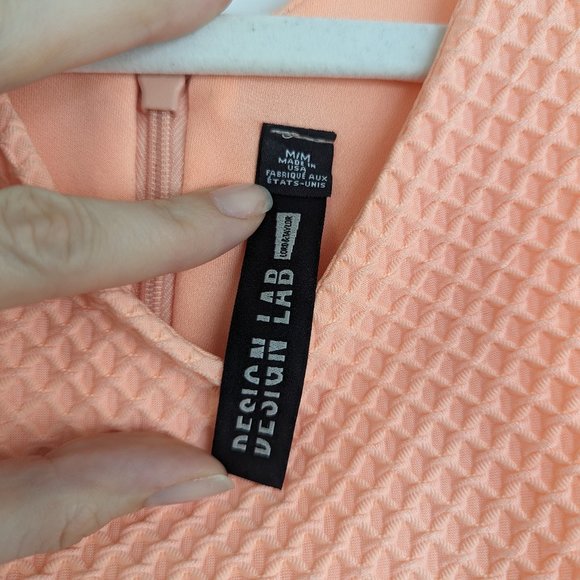 M/M
MADE IN
USA
FABRIQUÉ AUX
ÉTATS-UNIS
LORD & TAYLOR
DESIGN LAB